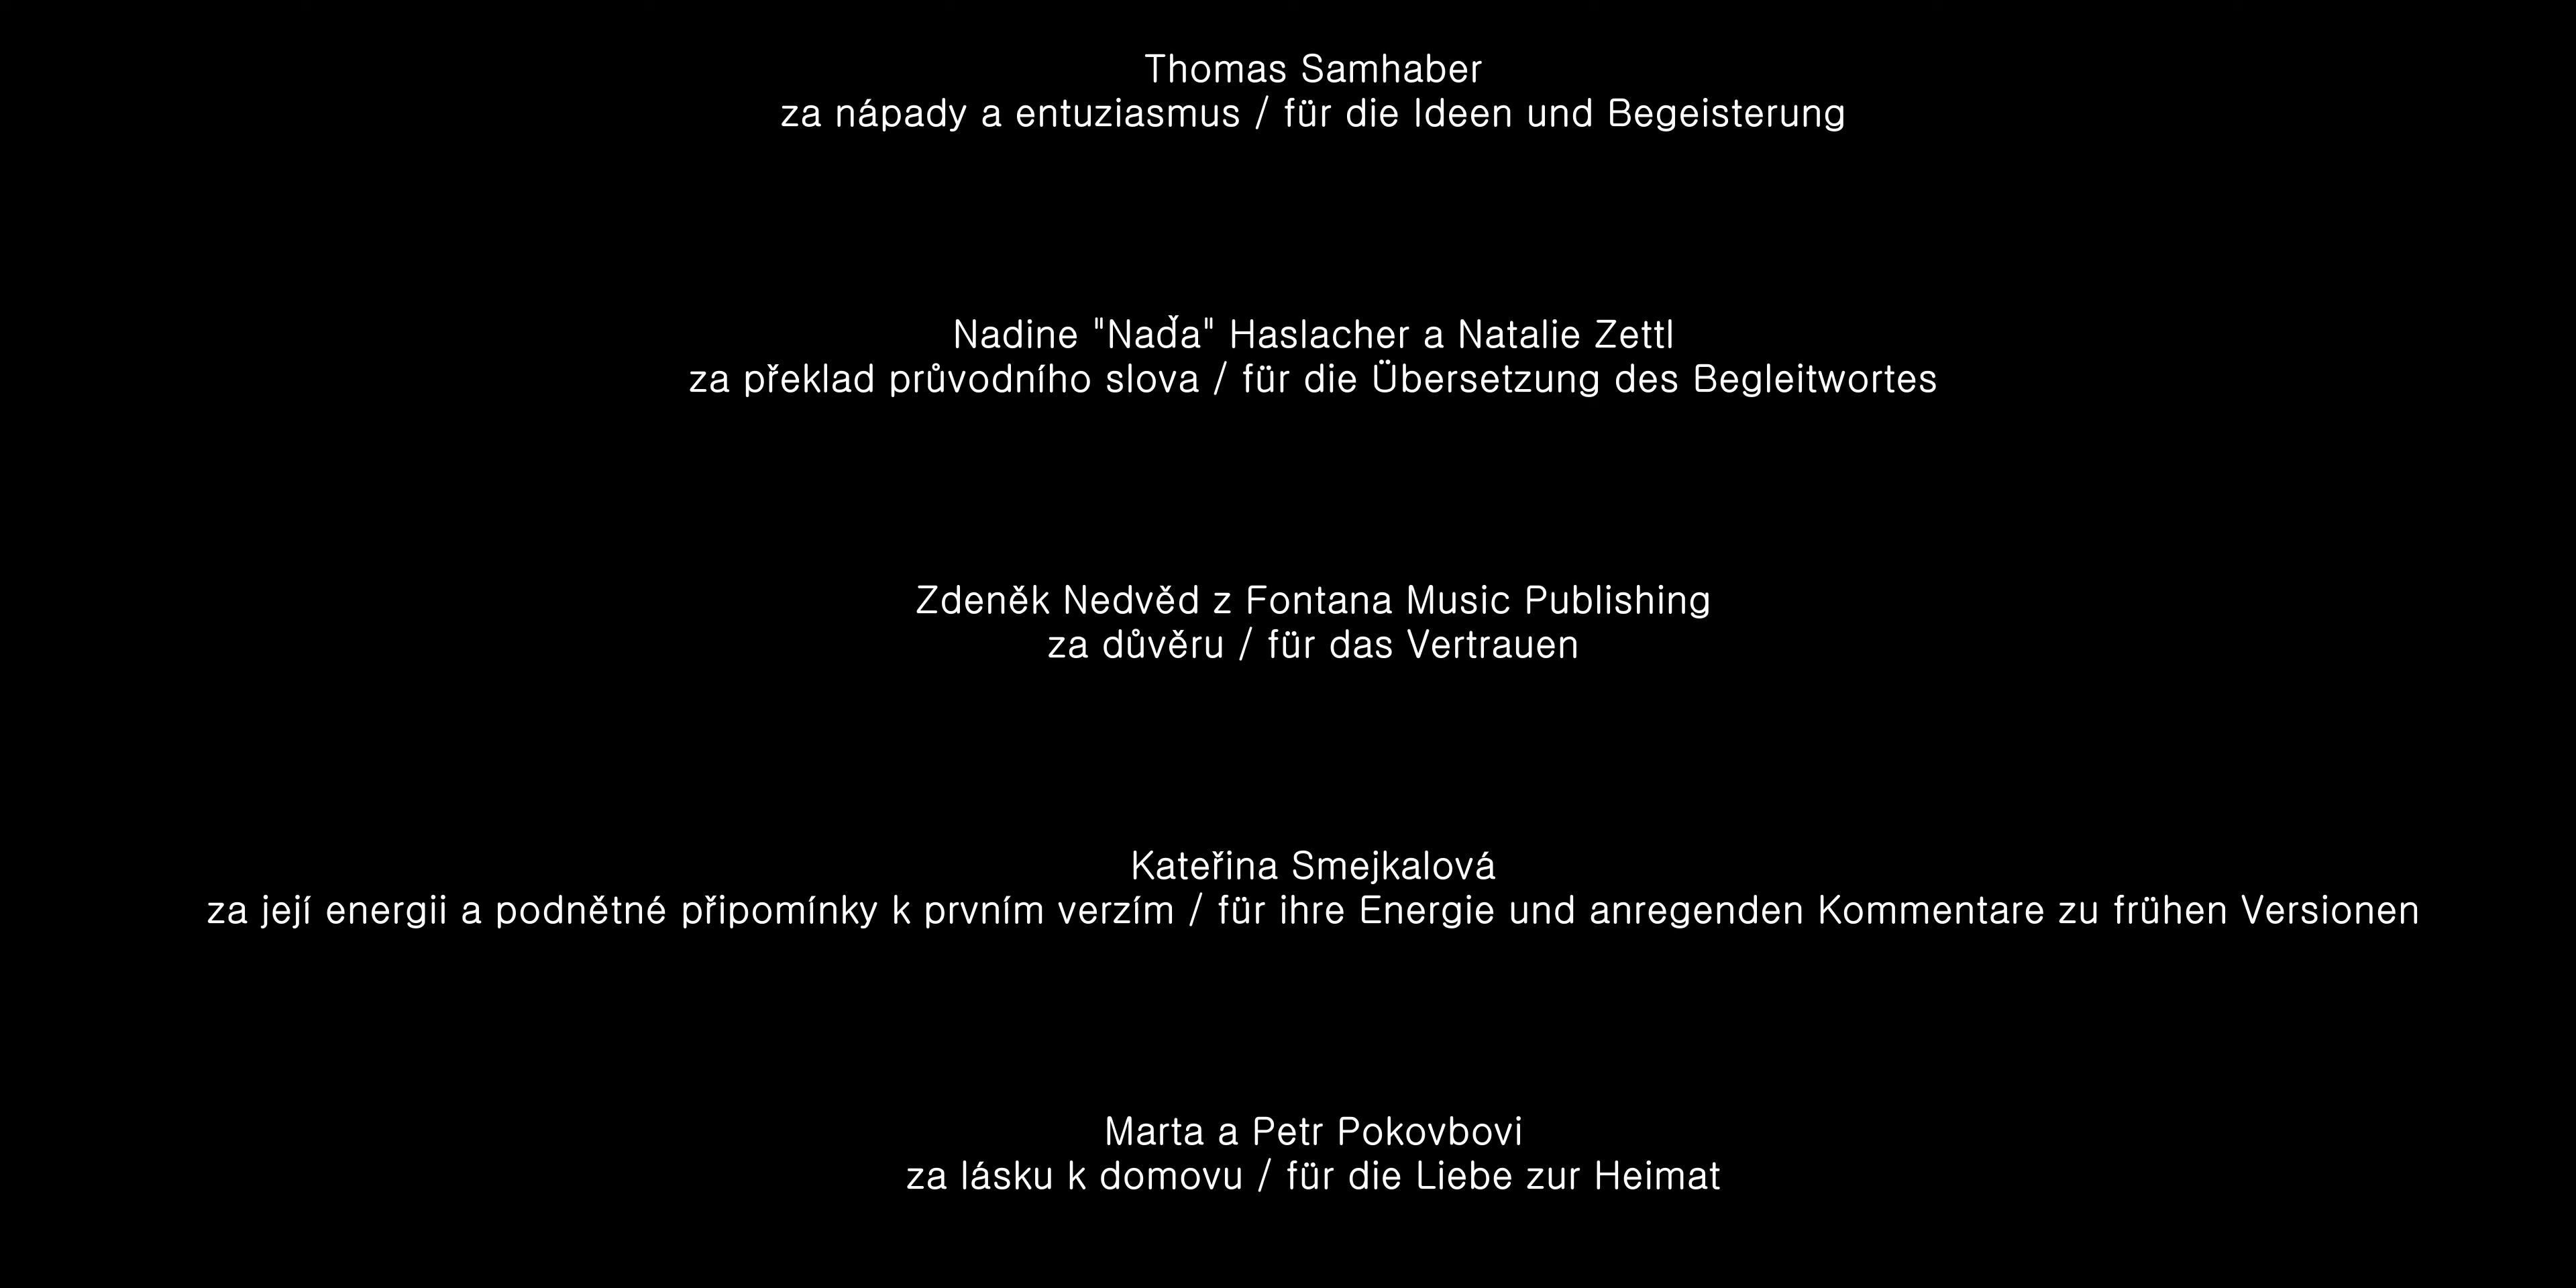 Thomas Samhaber
za nápady a entuziasmus / für die Ideen und Begeisterung
Nadine "Naďa" Haslacher a Natalie Zettl
za překlad průvodního slova / für die Übersetzung des Begleitwortes
Zdeněk Nedvěd z Fontana Music Publishing
za důvěru / für das Vertrauen
Kateřina Smejkalová
za její energii a podnětné připomínky k prvním verzím / für ihre Energie und anregenden Kommentare zu frühen Versionen
Marta a Petr Pokovbovi
za lásku k domovu / für die Liebe zur Heimat